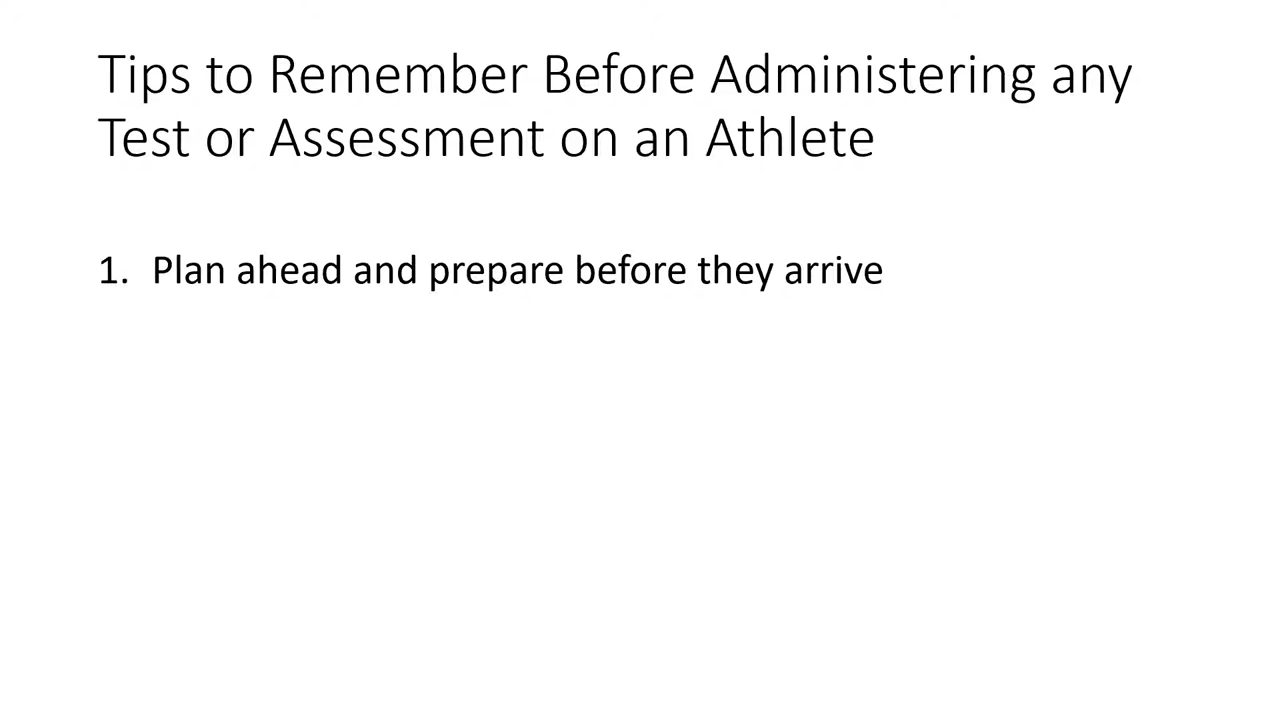 Tips to Remember Before Administering any
Test or Assessment on an Athlete
1. Plan ahead and prepare before they arrive